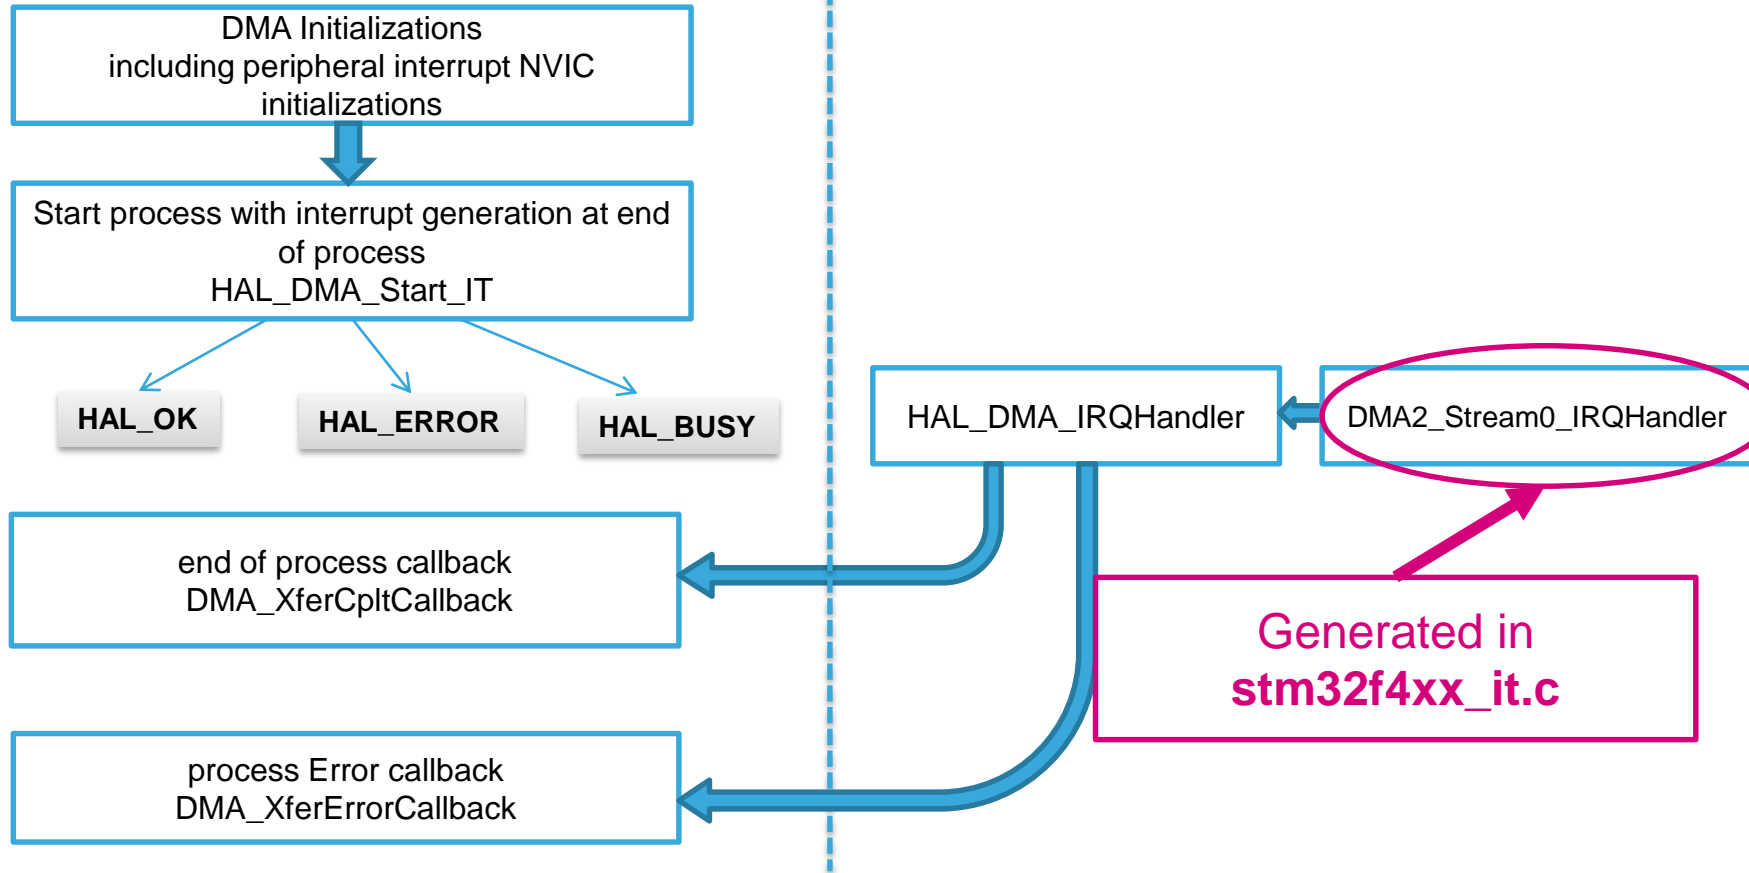 DMA Initializations
including peripheral interrupt NVIC
initializations
Start process with interrupt generation at end
of process
HAL_DMA_Start_IT
HAL_OK
HAL_ERROR
HAL_BUSY
HAL_DMA_IRQHandler
DMA2_Stream0_IRQHandler
end of process callback
DMA_XferCpltCallback
Generated in
stm32f4xx_it.c
process Error callback
DMA_XferErrorCallback